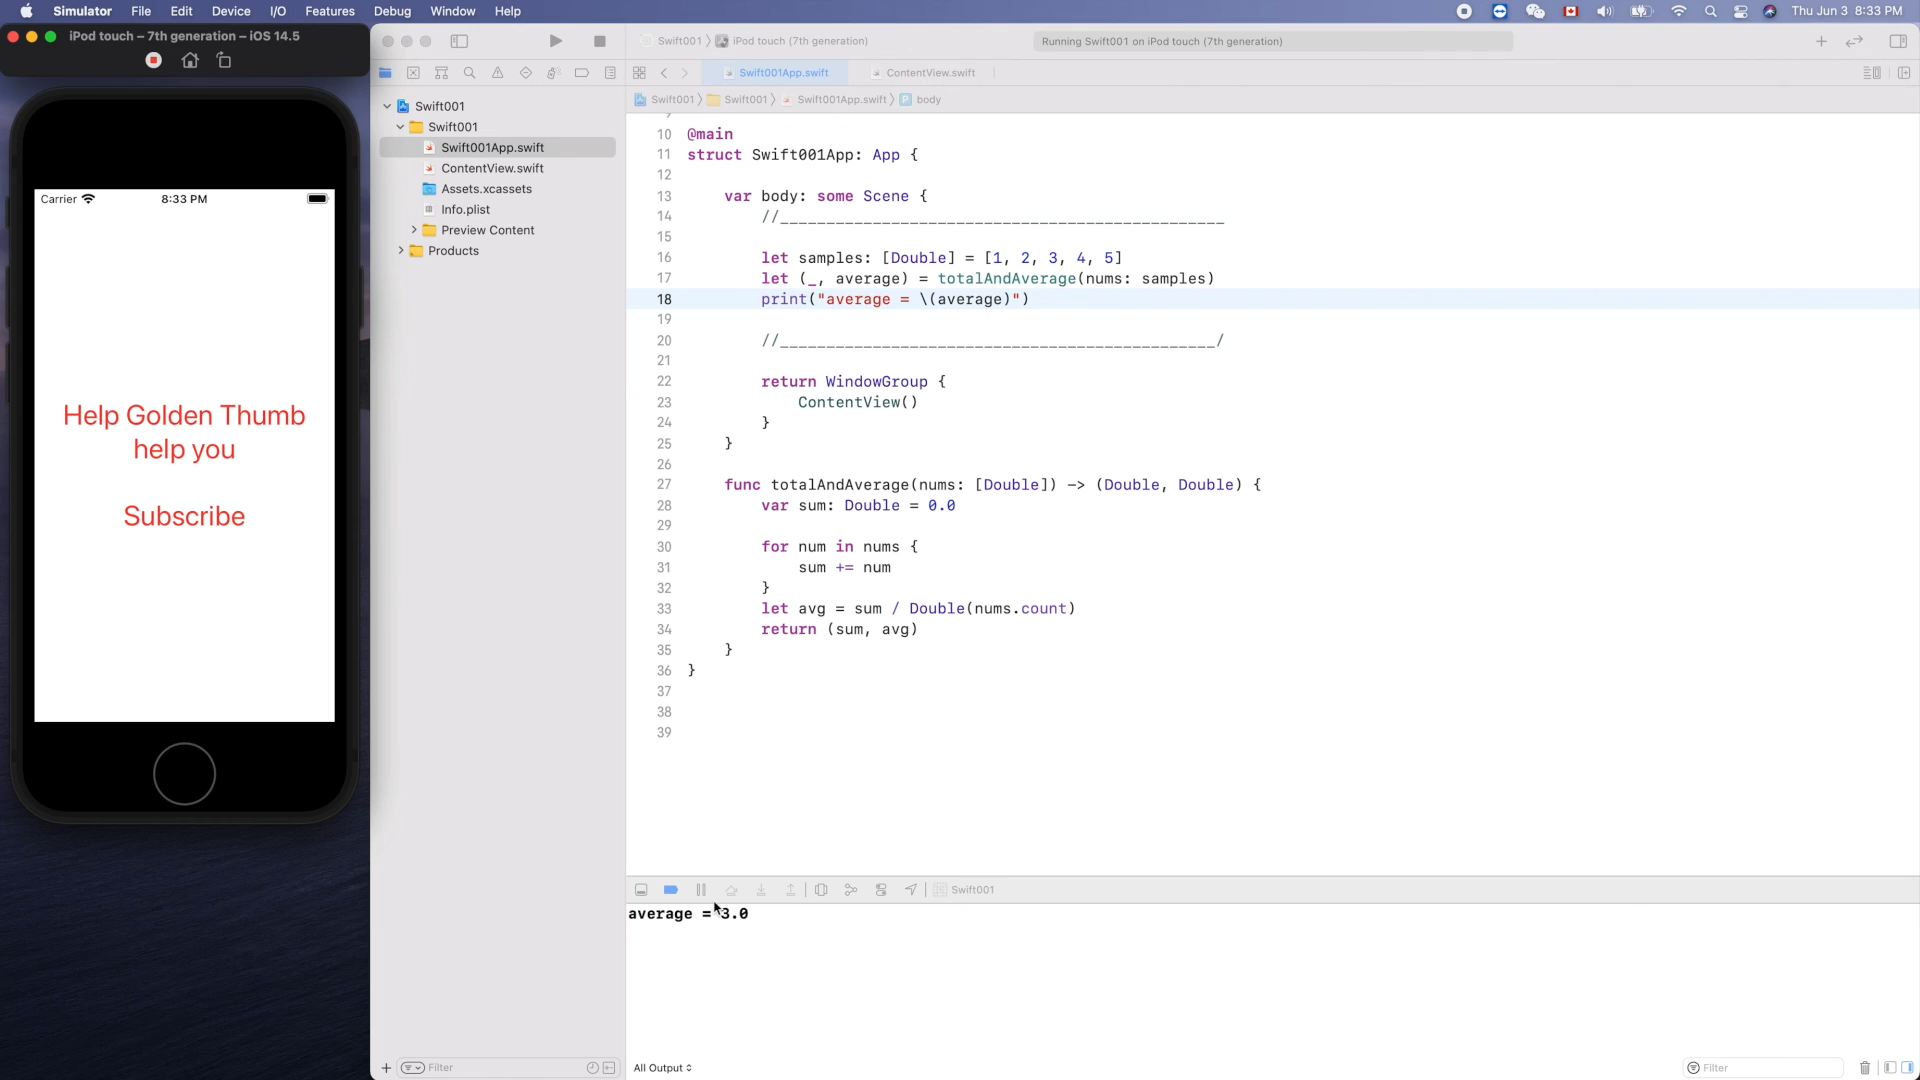 Simulator File Edit Device I/O Features Debug Window Help Thu Jun 3 8:33 PM
iPod touch – 7th generation – iOS 14.5
Carrier 8:33 PM
Help Golden Thumb
help you
Subscribe
Swift001
Swift001
Swift001App.swift
ContentView.swift
Assets.xcassets
Info.plist
Preview Content
Products
Filter
Swift001 〉 iPod touch (7th generation)
Running Swift001 on iPod touch (7th generation)
Swift001App.swift ContentView.swift
Swift001 〉 Swift001 〉 Swift001App.swift 〉 P body
10 @main
11 struct Swift001App: App {
12
13 var body: some Scene {
14 //________________________________________________
15
16 let samples: [Double] = [1, 2, 3, 4, 5]
17 let (_, average) = totalAndAverage(nums: samples)
18 print("average = \(average)")
19
20 //_______________________________________________/
21
22 return WindowGroup {
23 ContentView()
24 }
25 }
26
27 func totalAndAverage(nums: [Double]) -> (Double, Double) {
28 var sum: Double = 0.0
29
30 for num in nums {
31 sum += num
32 }
33 let avg = sum / Double(nums.count)
34 return (sum, avg)
35 }
36 }
37
38
39
Swift001
average = 3.0
All Output
Filter